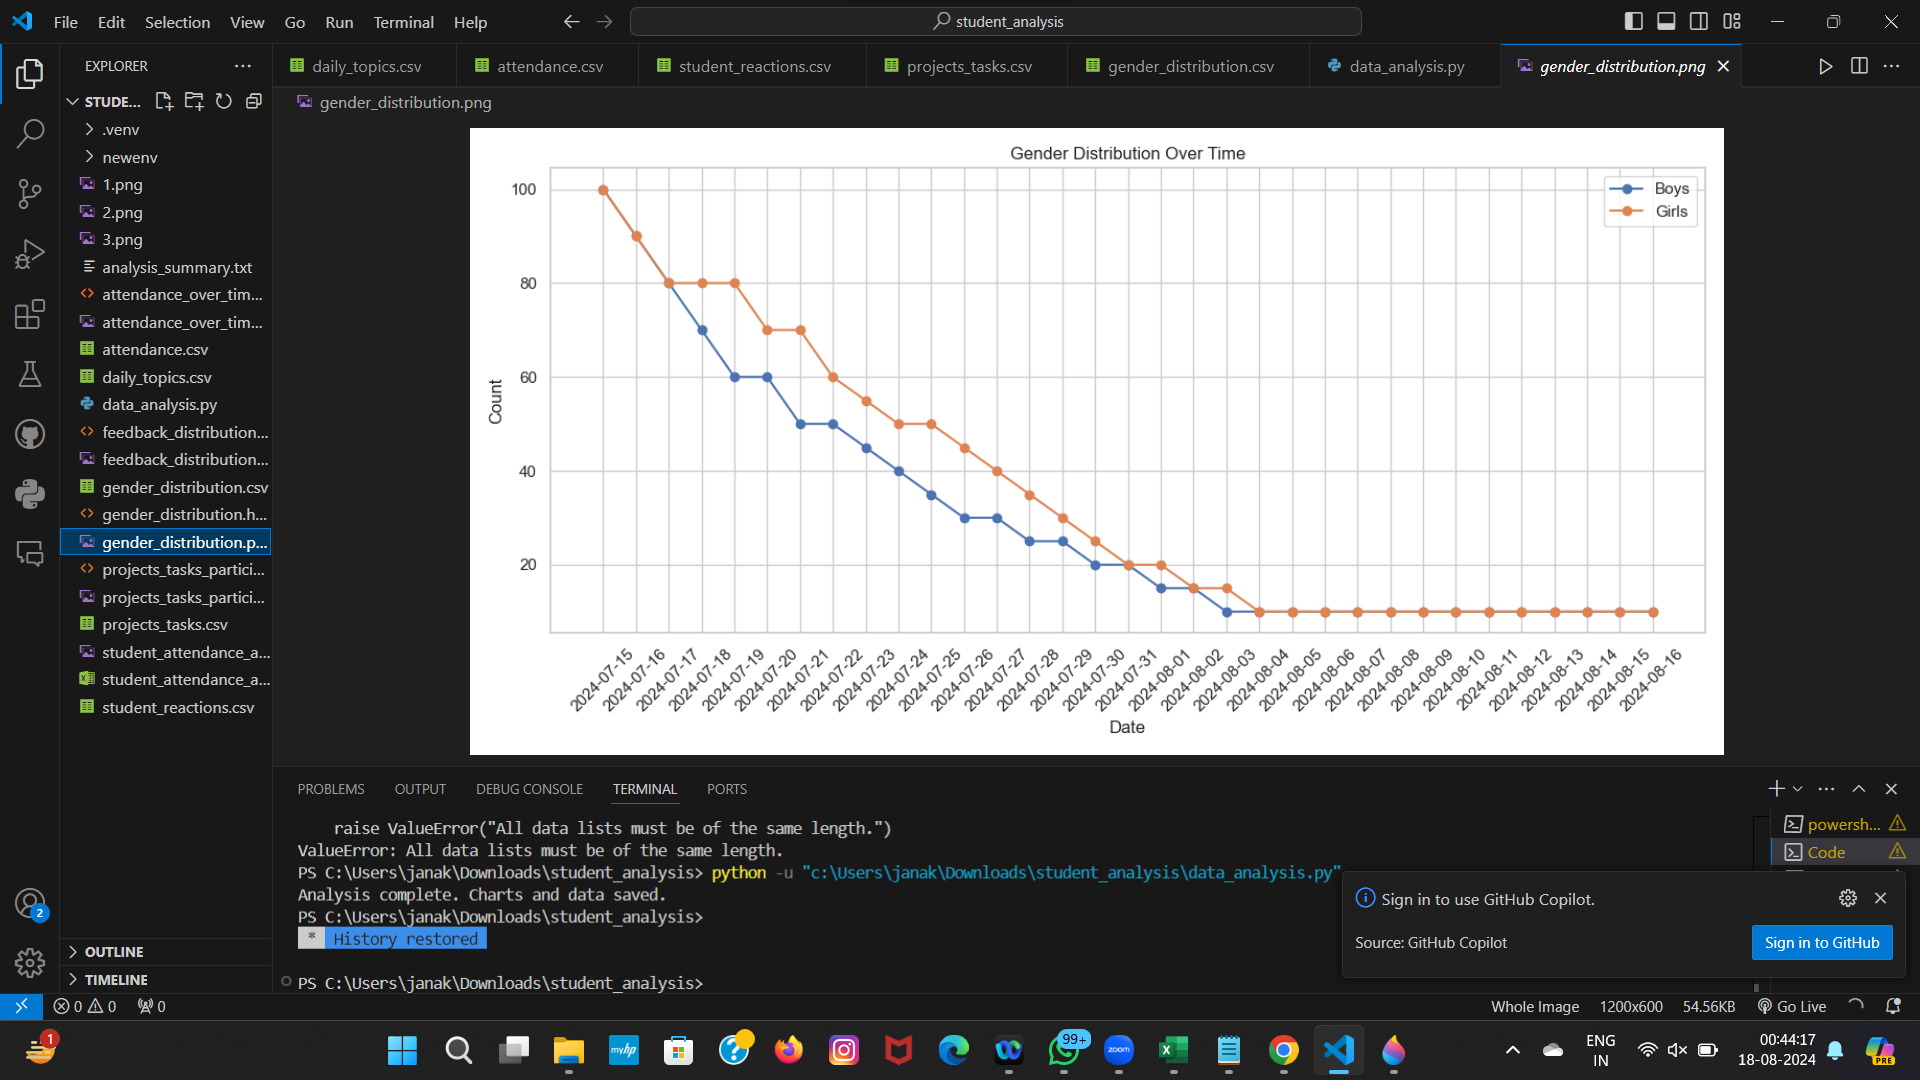 File Edit Selection View Go Run Terminal Help
student_analysis
EXPLORER
STUDE...
.venv
newenv
1.png
2.png
3.png
analysis_summary.txt
attendance_over_tim...
attendance_over_tim...
attendance.csv
daily_topics.csv
data_analysis.py
feedback_distribution...
feedback_distribution...
gender_distribution.csv
gender_distribution.h...
gender_distribution.p...
projects_tasks_partici...
projects_tasks_partici...
projects_tasks.csv
student_attendance_a...
student_attendance_a...
student_reactions.csv
OUTLINE
TIMELINE
daily_topics.csv attendance.csv student_reactions.csv projects_tasks.csv gender_distribution.csv data_analysis.py gender_distribution.png
gender_distribution.png
Gender Distribution Over Time
Boys
Girls
100
80
60
40
20
Count
2024-07-15
2024-07-16
2024-07-17
2024-07-18
2024-07-19
2024-07-20
2024-07-21
2024-07-22
2024-07-23
2024-07-24
2024-07-25
2024-07-26
2024-07-27
2024-07-28
2024-07-29
2024-07-30
2024-07-31
2024-08-01
2024-08-02
2024-08-03
2024-08-04
2024-08-05
2024-08-06
2024-08-07
2024-08-08
2024-08-09
2024-08-10
2024-08-11
2024-08-12
2024-08-13
2024-08-14
2024-08-15
2024-08-16
Date
PROBLEMS OUTPUT DEBUG CONSOLE TERMINAL PORTS
raise ValueError("All data lists must be of the same length.")
ValueError: All data lists must be of the same length.
PS C:\Users\janak\Downloads\student_analysis> python -u "c:\Users\janak\Downloads\student_analysis\data_analysis.py"
Analysis complete. Charts and data saved.
PS C:\Users\janak\Downloads\student_analysis>
* History restored
PS C:\Users\janak\Downloads\student_analysis>
powersh...
Code
Sign in to use GitHub Copilot.
Source: GitHub Copilot
Sign in to GitHub
2
0 0 0
Whole Image 1200x600 54.56KB Go Live
1
myhp
99+
zoom
ENG
IN
00:44:17
18-08-2024
PRE